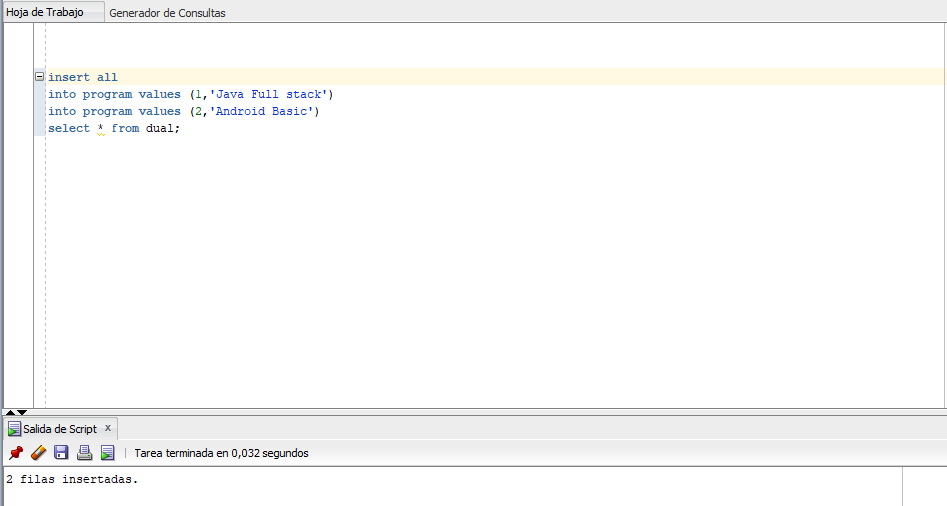 Hoja de Trabajo Generador de Consultas
insert all
into program values (1,'Java Full stack')
into program values (2,'Android Basic')
select * from dual;
Salida de Script x
Tarea terminada en 0,032 segundos
2 filas insertadas.